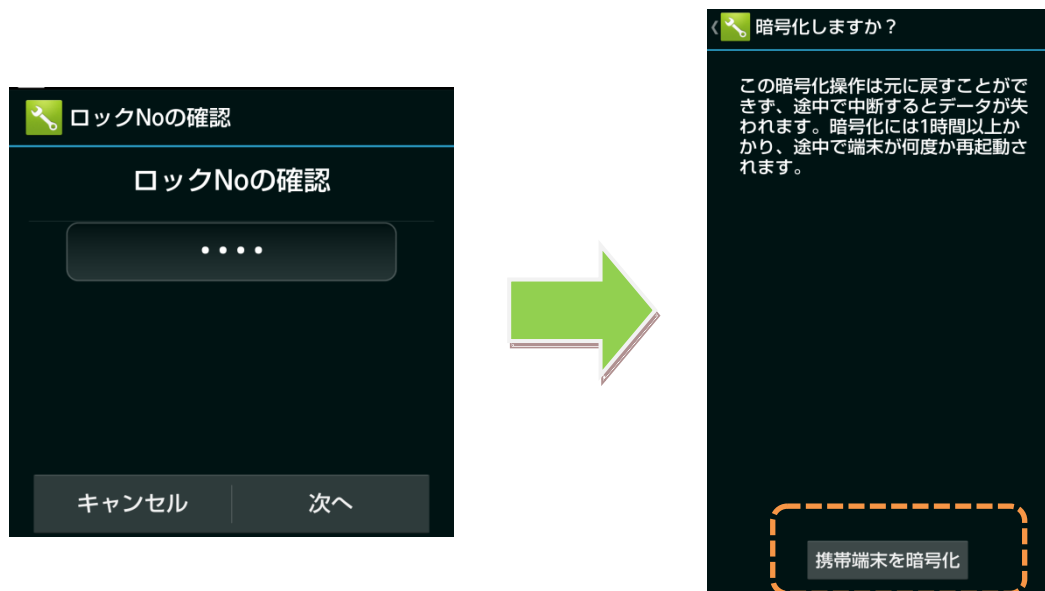 ロックNoの確認
ロックNoの確認
••••
キャンセル 次へ
暗号化しますか？
この暗号化操作は元に戻すことがで
きず、途中で中断するとデータが失
われます。暗号化には1時間以上か
かり、途中で端末が何度か再起動さ
れます。
携帯端末を暗号化